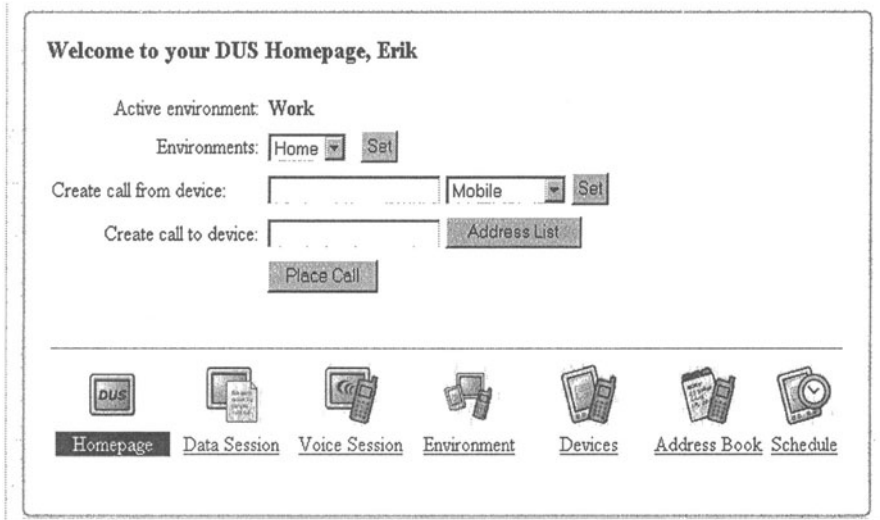 Welcome to your DUS Homepage, Erik
Active environment: Work
Environments: Home Set
Create call from device: Mobile Set
Create call to device: Address List
Place Call
DUS
Homepage Data Session Voice Session Environment Devices Address Book Schedule